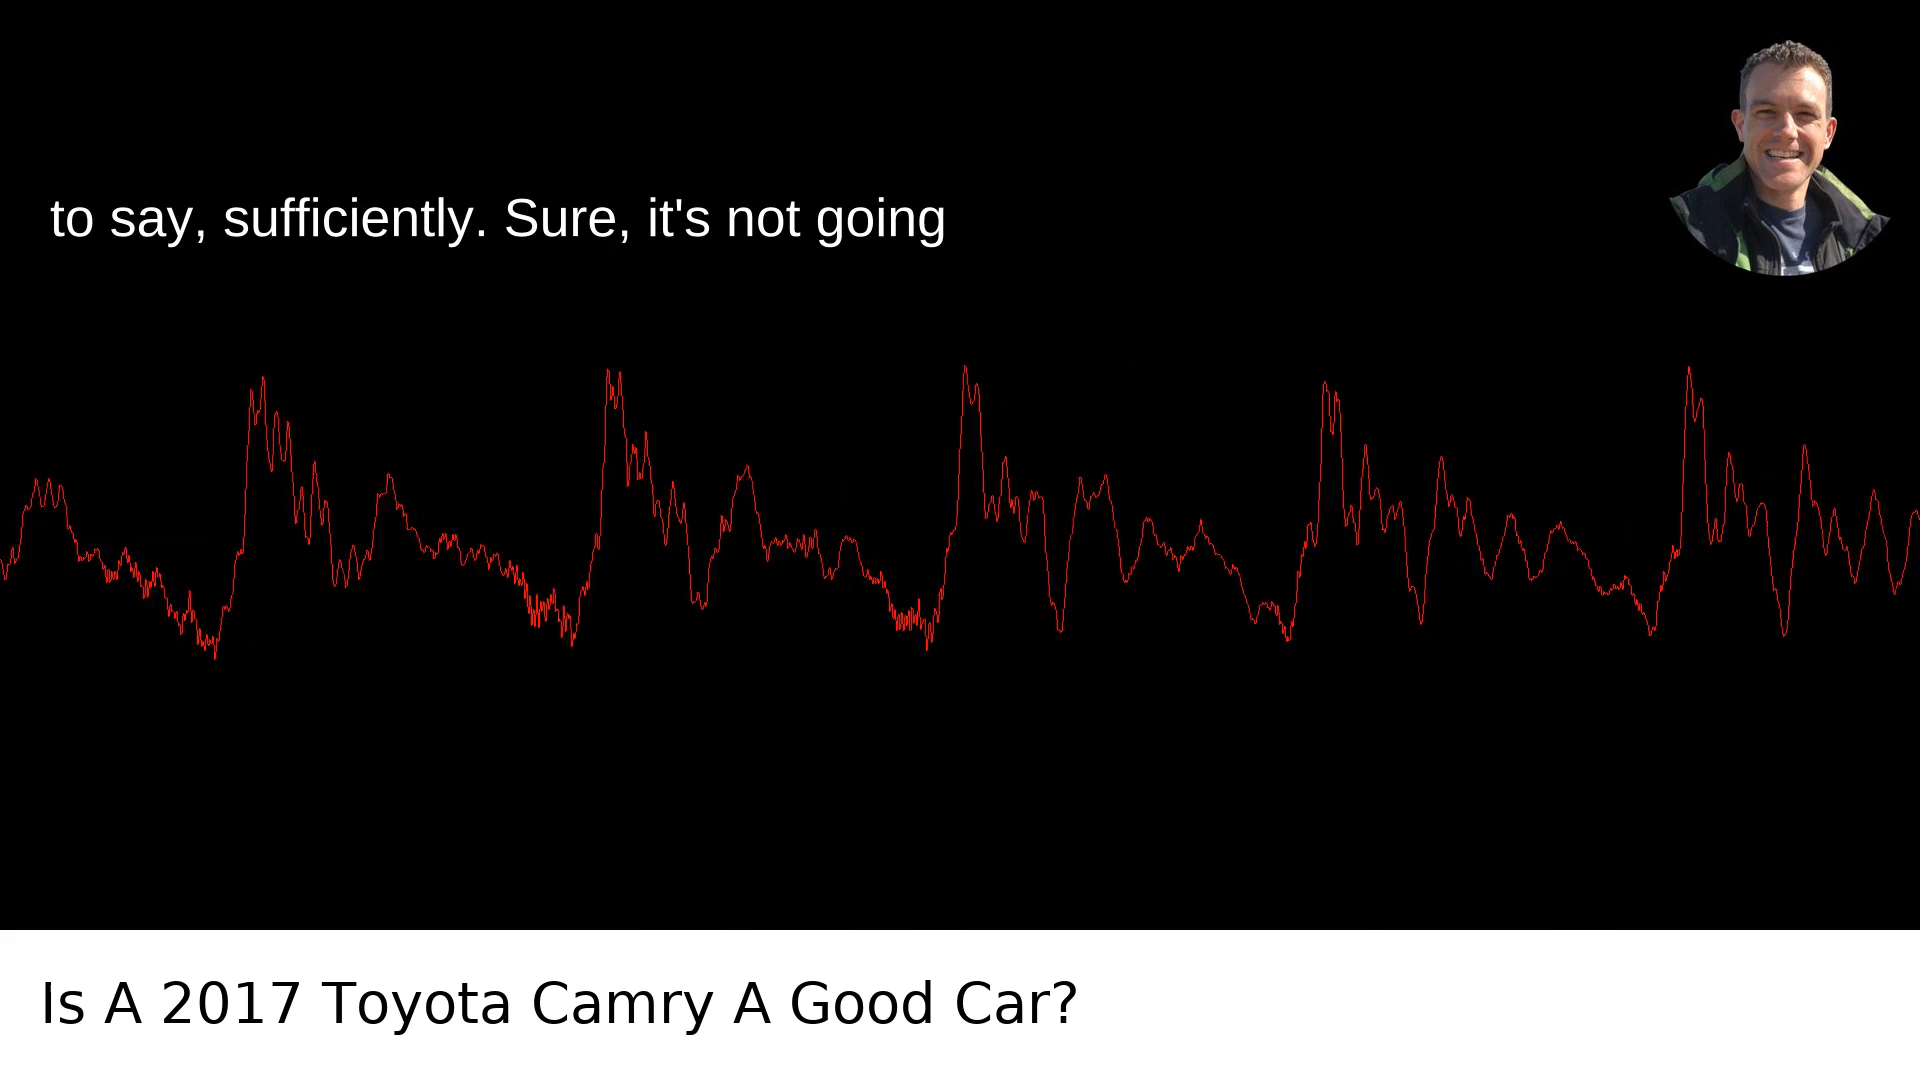 to say, sufficiently. Sure, it's not going
Is A 2017 Toyota Camry A Good Car?